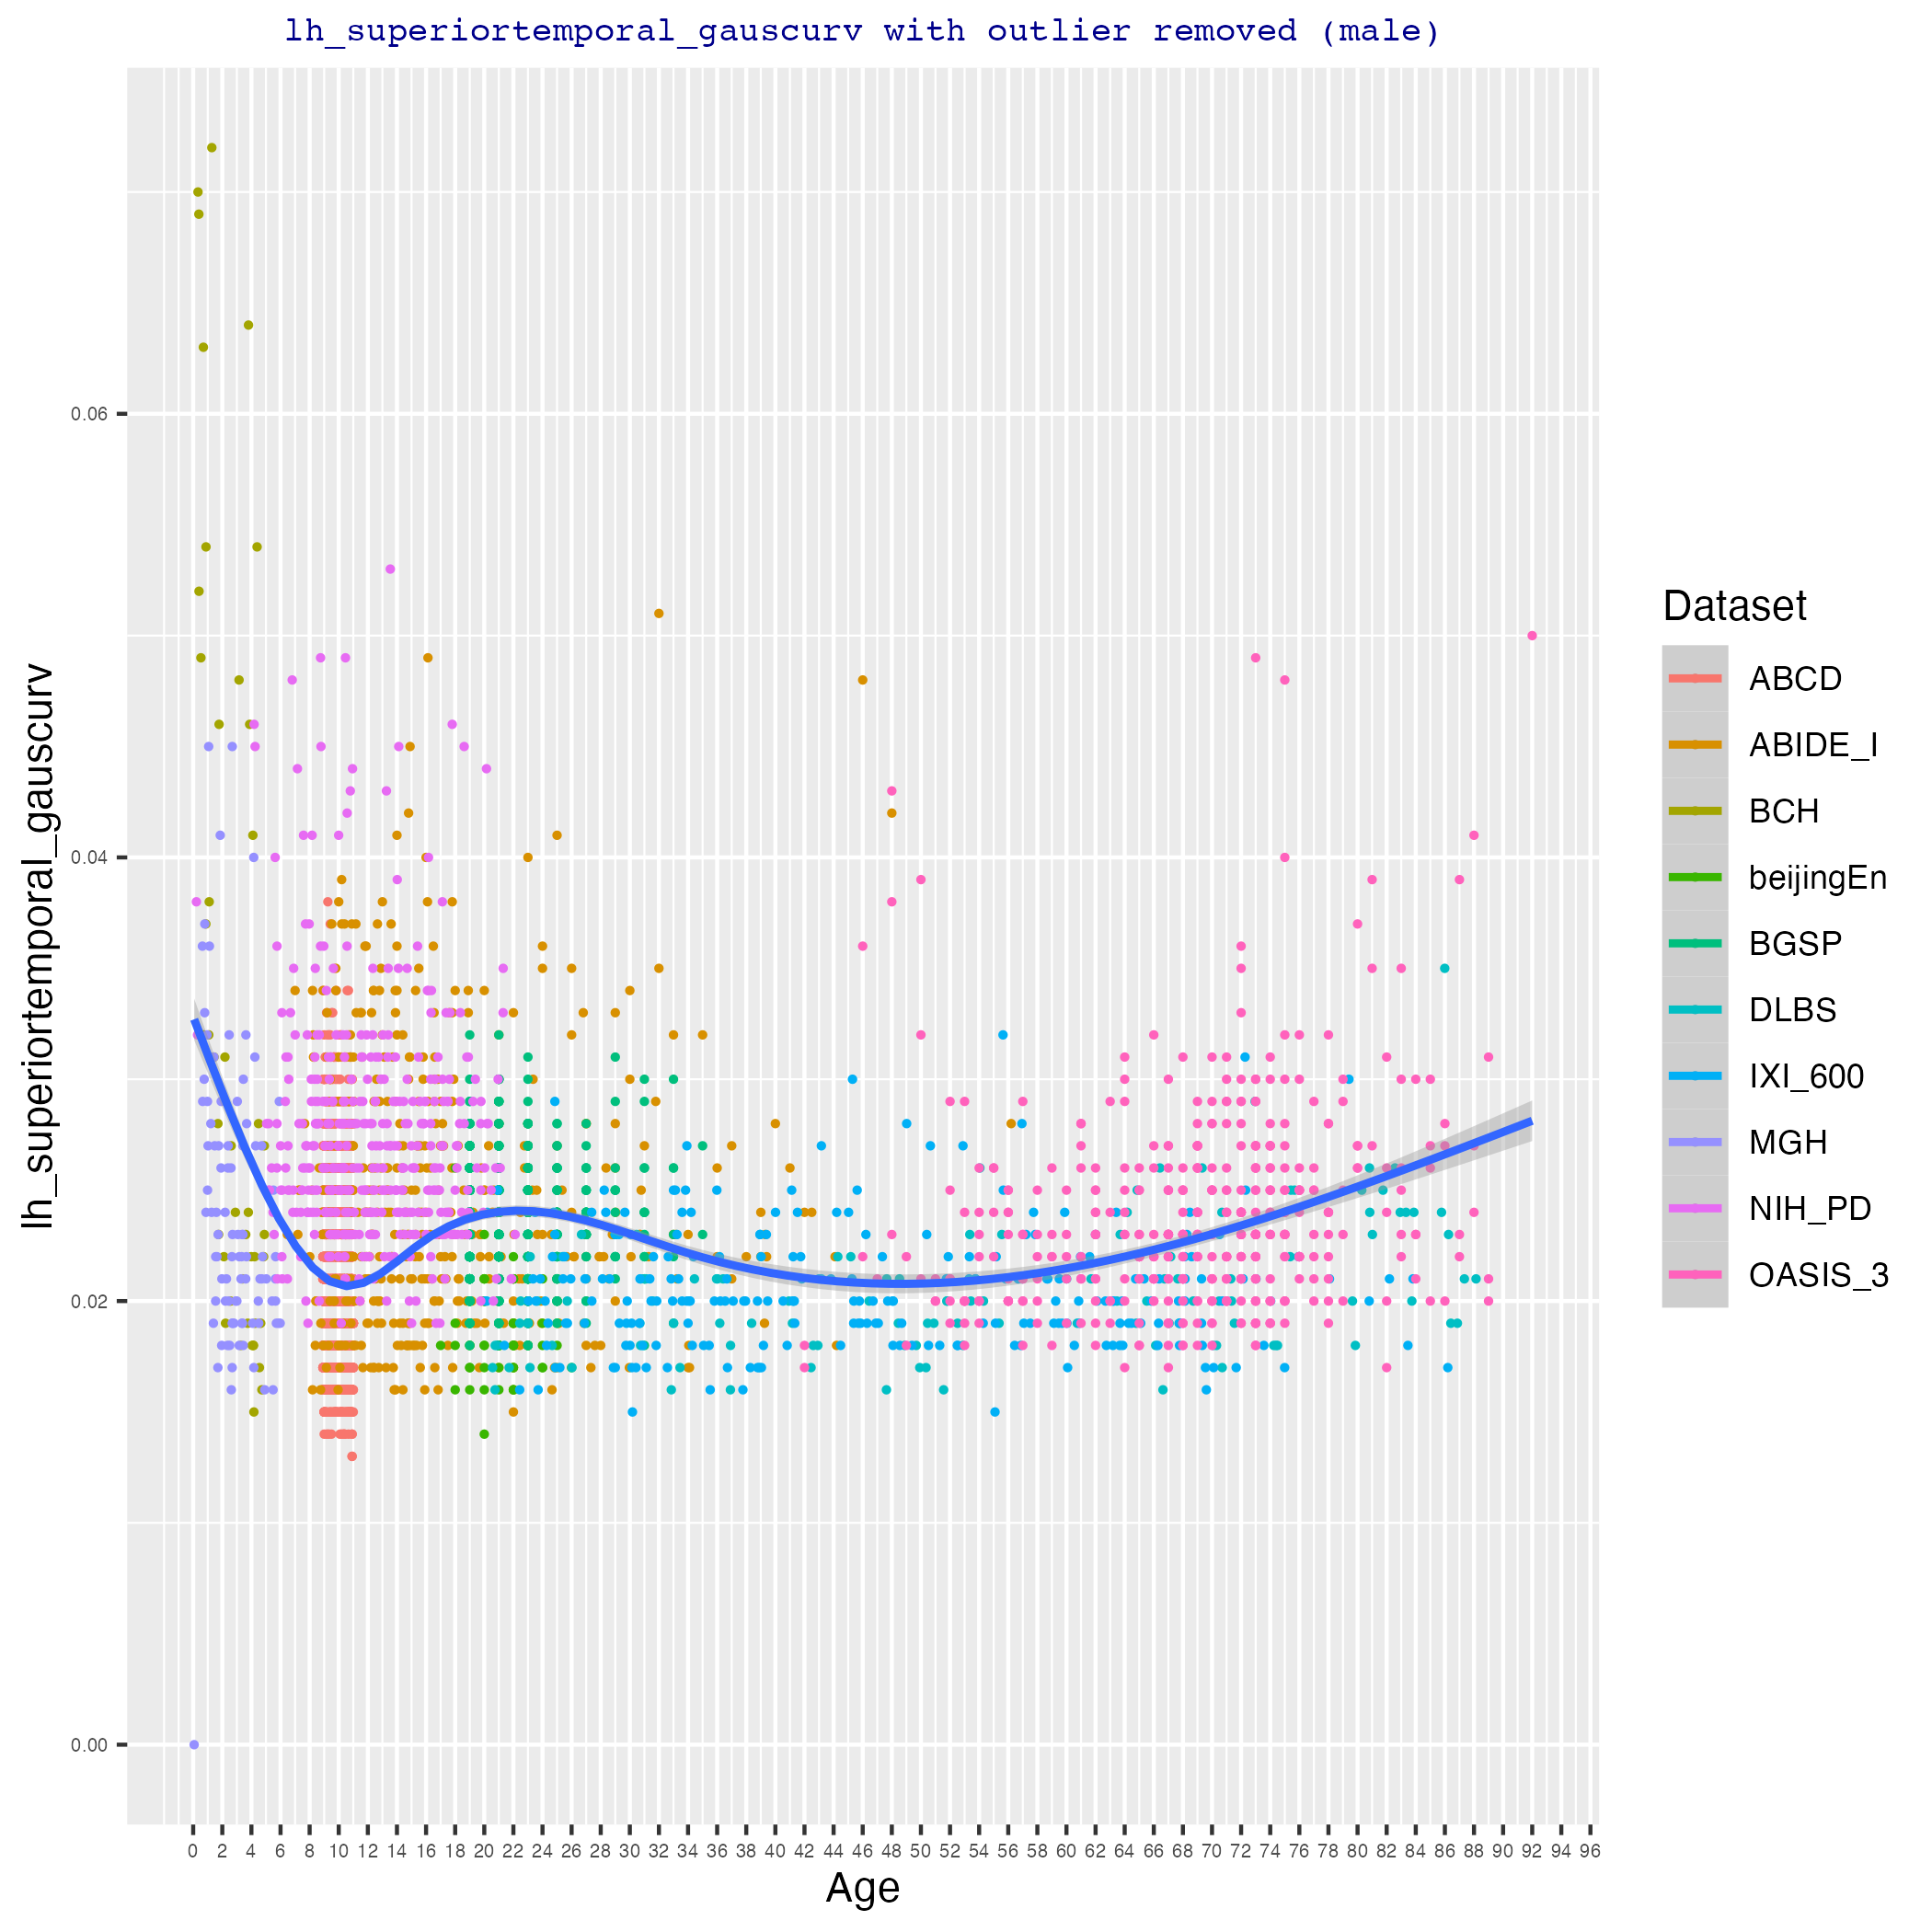 lh_superiortemporal_gauscurv with outlier removed (male)
lh_superiortemporal_gauscurv
0.06
0.04
0.02
0.00
0 2 4 6 8 10 12 14 16 18 20 22 24 26 28 30 32 34 36 38 40 42 44 46 48 50 52 54 56 58 60 62 64 66 68 70 72 74 76 78 80 82 84 86 88 90 92 94 96
Age
Dataset
ABCD
ABIDE_I
BCH
beijingEn
BGSP
DLBS
IXI_600
MGH
NIH_PD
OASIS_3